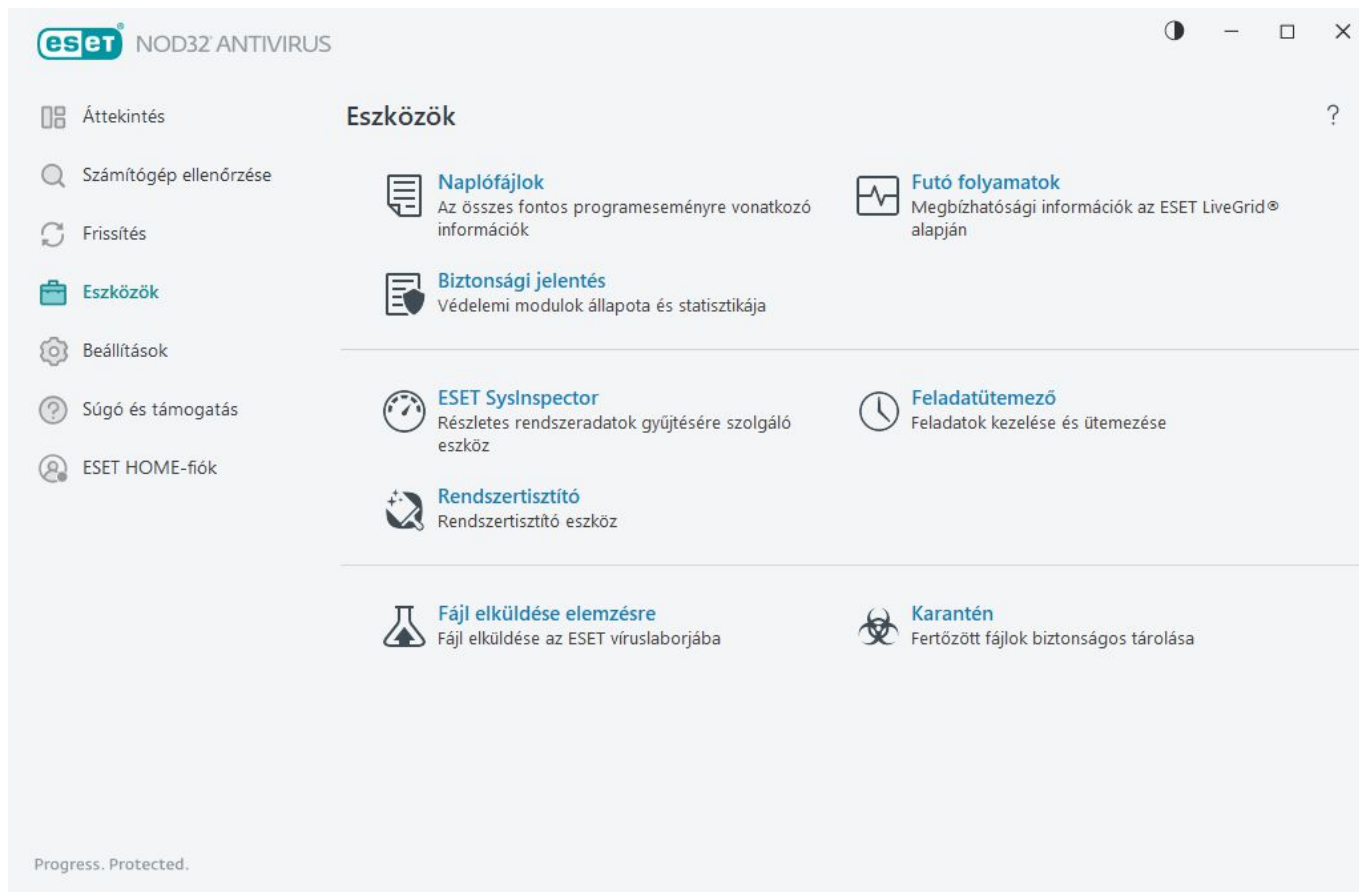 eset® NOD32® ANTIVIRUS
Áttekintés
Számítógép ellenőrzése
Frissítés
Eszközök
Beállítások
Súgó és támogatás
ESET HOME-fiók
Eszközök
?
Naplófájlok
Az összes fontos programeseményre vonatkozó
információk
Futó folyamatok
Megbízhatósági információk az ESET LiveGrid®
alapján
Biztonsági jelentés
Védelemi modulok állapota és statisztikája
ESET SysInspector
Részletes rendszeradatok gyűjtésére szolgáló
eszköz
Feladatütemező
Feladatok kezelése és ütemezése
Rendszertisztító
Rendszertisztító eszköz
Fájl elküldése elemzésre
Fájl elküldése az ESET víruslaborjába
Karantén
Fertőzött fájlok biztonságos tárolása
Progress. Protected.